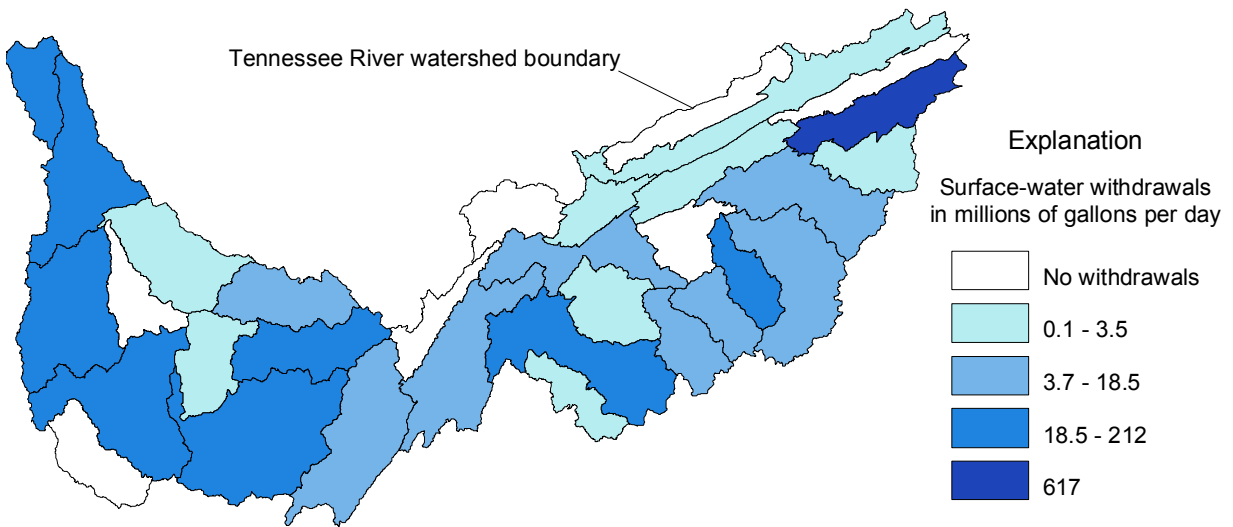 Tennessee River watershed boundary
Explanation
Surface-water withdrawals
in millions of gallons per day
No withdrawals
0.1 - 3.5
3.7 - 18.5
18.5 - 212
617